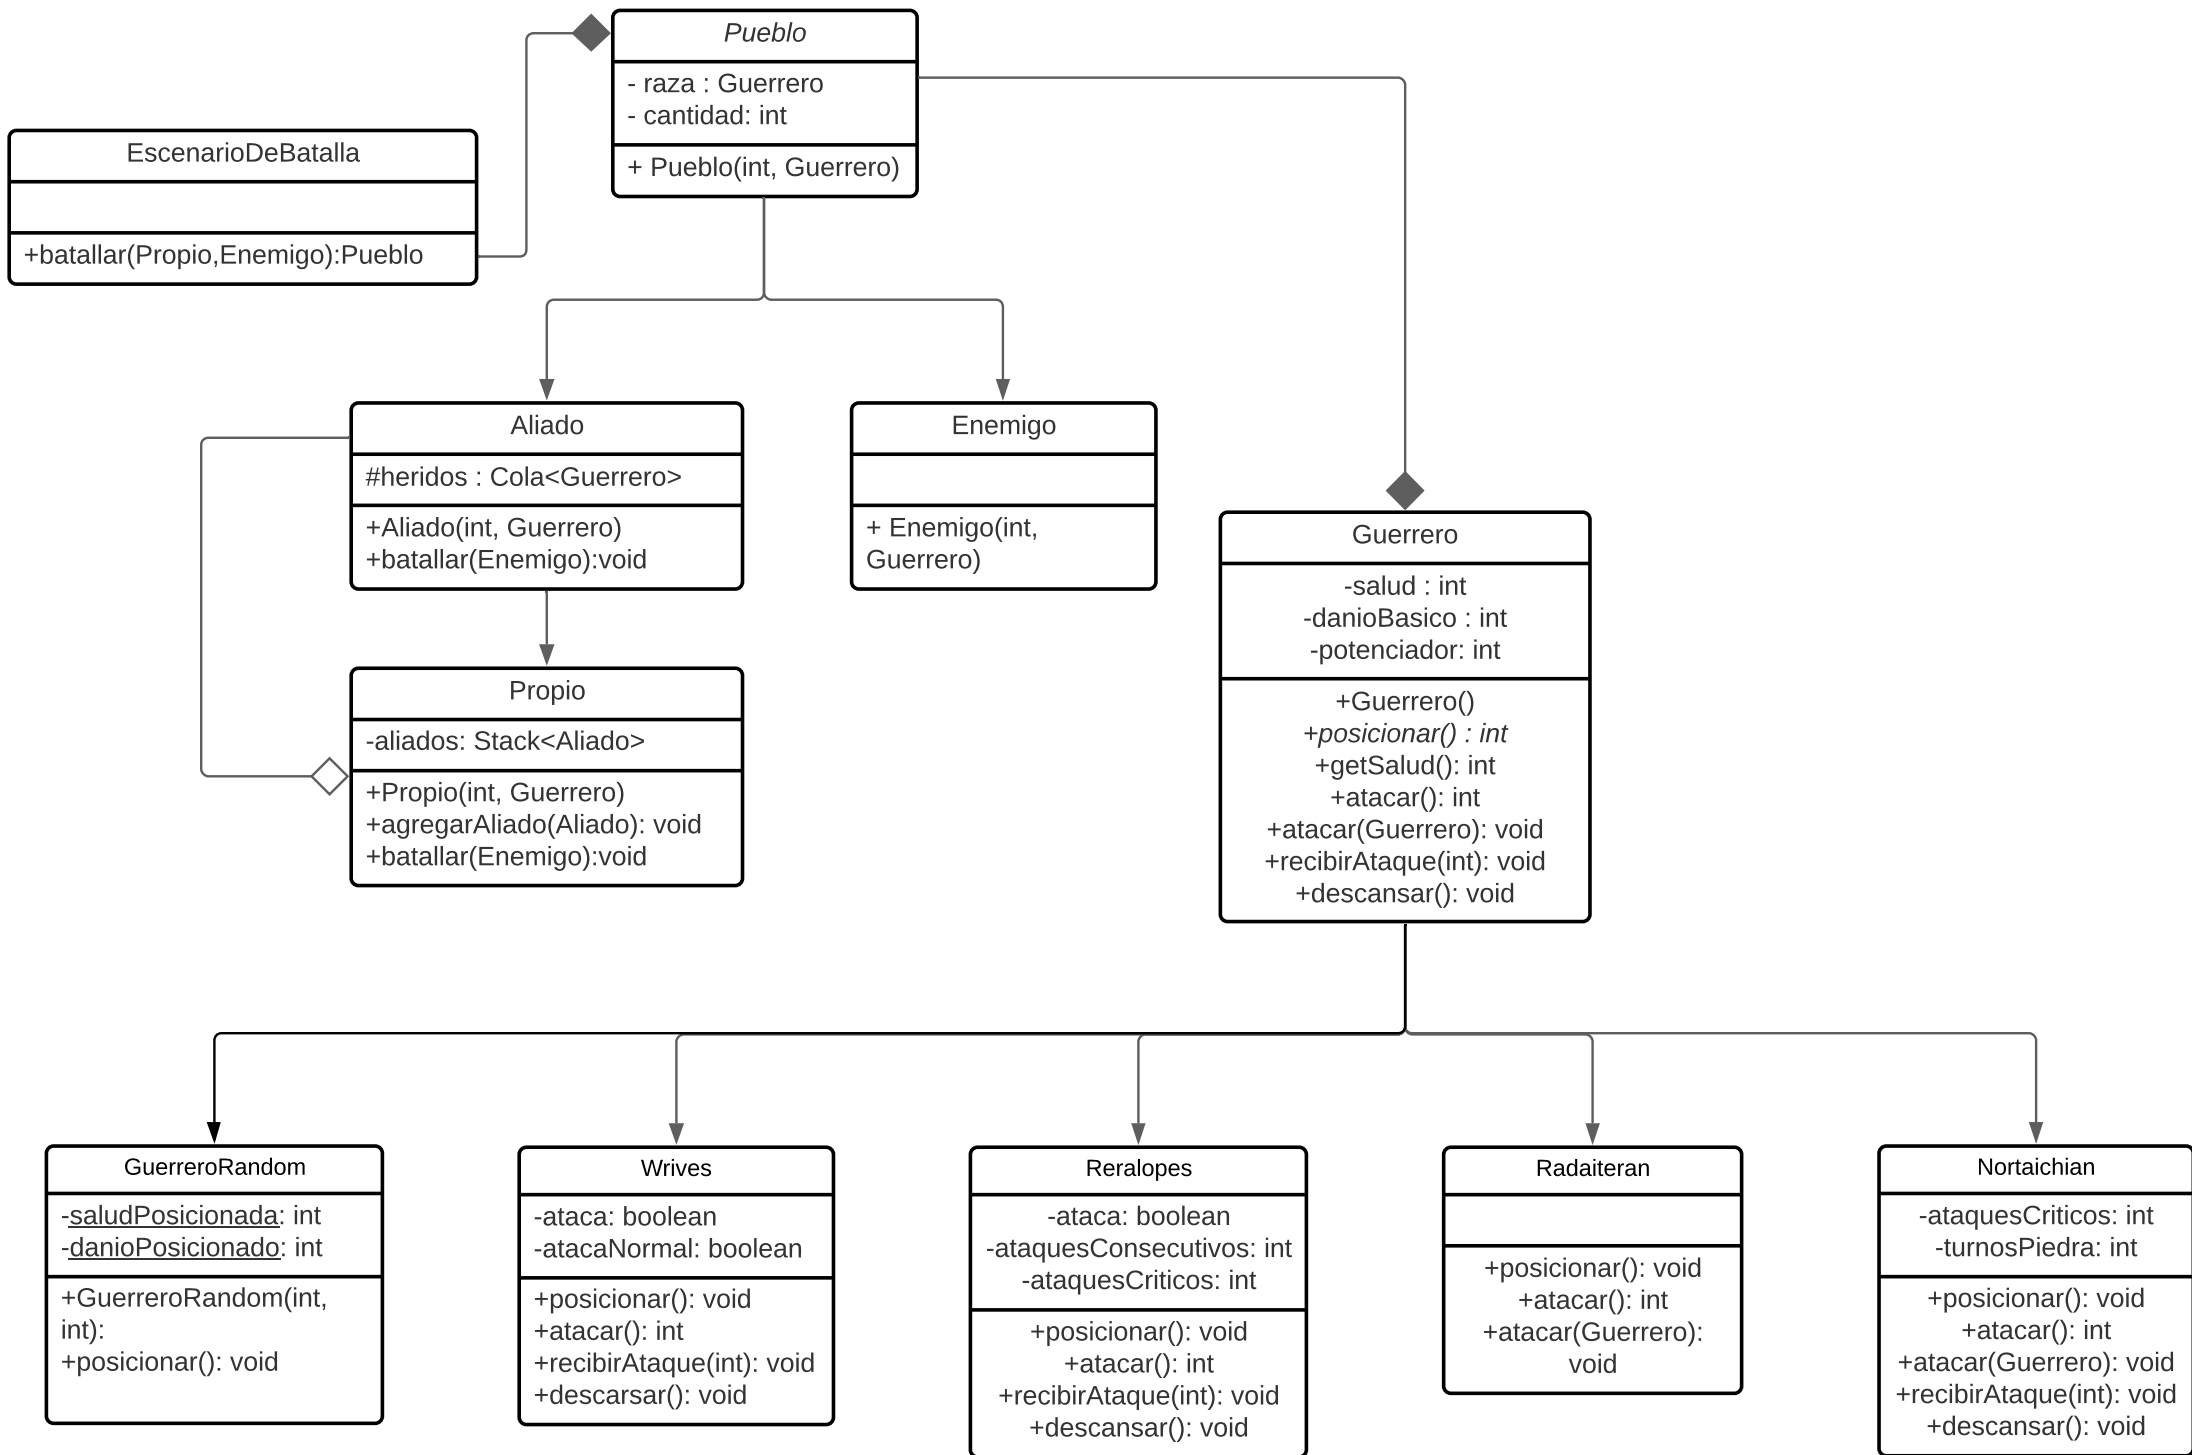 Pueblo
- raza : Guerrero
- cantidad: int
+ Pueblo(int, Guerrero)
EscenarioDeBatalla
+batallar(Propio,Enemigo):Pueblo
Aliado
#heridos : Cola<Guerrero>
+Aliado(int, Guerrero)
+batallar(Enemigo):void
Enemigo
+ Enemigo(int,
Guerrero)
Propio
-aliados: Stack<Aliado>
+Propio(int, Guerrero)
+agregarAliado(Aliado): void
+batallar(Enemigo):void
Guerrero
-salud : int
-danioBasico : int
-potenciador: int
+Guerrero()
+posicionar() : int
+getSalud(): int
+atacar(): int
+atacar(Guerrero): void
+recibirAtaque(int): void
+descansar(): void
GuerreroRandom
-saludPosicionada: int
-danioPosicionado: int
+GuerreroRandom(int,
int):
+posicionar(): void
Wrives
-ataca: boolean
-atacaNormal: boolean
+posicionar(): void
+atacar(): int
+recibirAtaque(int): void
+descarsar(): void
Reralopes
-ataca: boolean
-ataquesConsecutivos: int
-ataquesCriticos: int
+posicionar(): void
+atacar(): int
+recibirAtaque(int): void
+descansar(): void
Radaiteran
+posicionar(): void
+atacar(): int
+atacar(Guerrero):
void
Nortaichian
-ataquesCriticos: int
-turnosPiedra: int
+posicionar(): void
+atacar(): int
+atacar(Guerrero): void
+recibirAtaque(int): void
+descansar(): void